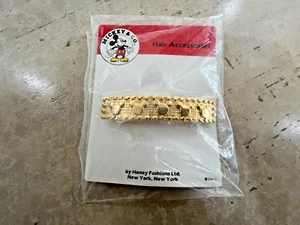 MICKEY & CO.
Hair Accessories
by Honey Fashions Ltd.
New York, New York